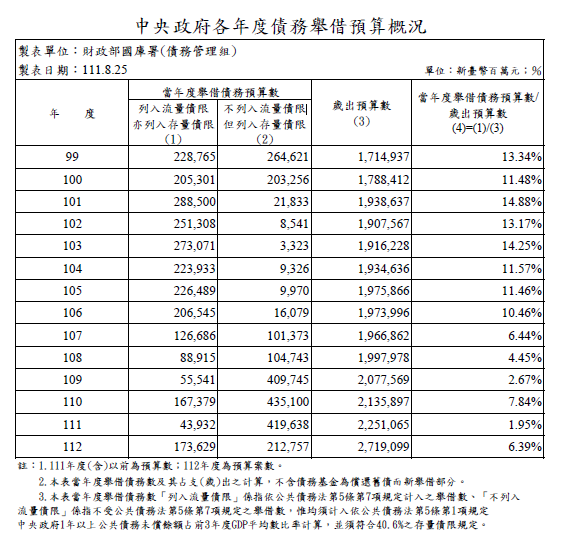 中央政府各年度債務舉借預算概況
製表單位：財政部國庫署(債務管理組)
製表日期：111.8.25
單位：新臺幣百萬元；%
年 度
當年度舉借債務預算數
列入流量債限
亦列入存量債限
(1)
不列入流量債限
但列入存量債限
(2)
歲出預算數
(3)
當年度舉借債務預算數/
歲出預算數
(4)=(1)/(3)
99 228,765 264,621 1,714,937 13.34%
100 205,301 203,256 1,788,412 11.48%
101 288,500 21,833 1,938,637 14.88%
102 251,308 8,541 1,907,567 13.17%
103 273,071 3,323 1,916,228 14.25%
104 223,933 9,326 1,934,636 11.57%
105 226,489 9,970 1,975,866 11.46%
106 206,545 16,079 1,973,996 10.46%
107 126,686 101,373 1,966,862 6.44%
108 88,915 104,743 1,997,978 4.45%
109 55,541 409,745 2,077,569 2.67%
110 167,379 435,100 2,135,897 7.84%
111 43,932 419,638 2,251,065 1.95%
112 173,629 212,757 2,719,099 6.39%
註：1.111年度(含)以前為預算數；112年度為預算案數。
2.本表當年度舉借債務數及其占支(歲)出之計算，不含債務基金為償還舊債而新舉借部分。
3.本表當年度舉借債務數「列入流量債限」係指依公共債務法第5條第7項規定計入之舉借數、「不列入
流量債限」係指不受公共債務法第5條第7項規定之舉借數，惟均須計入依公共債務法第5條第1項規定
中央政府1年以上公共債務未償餘額占前3年度GDP平均數比率計算，並須符合40.6%之存量債限規定。